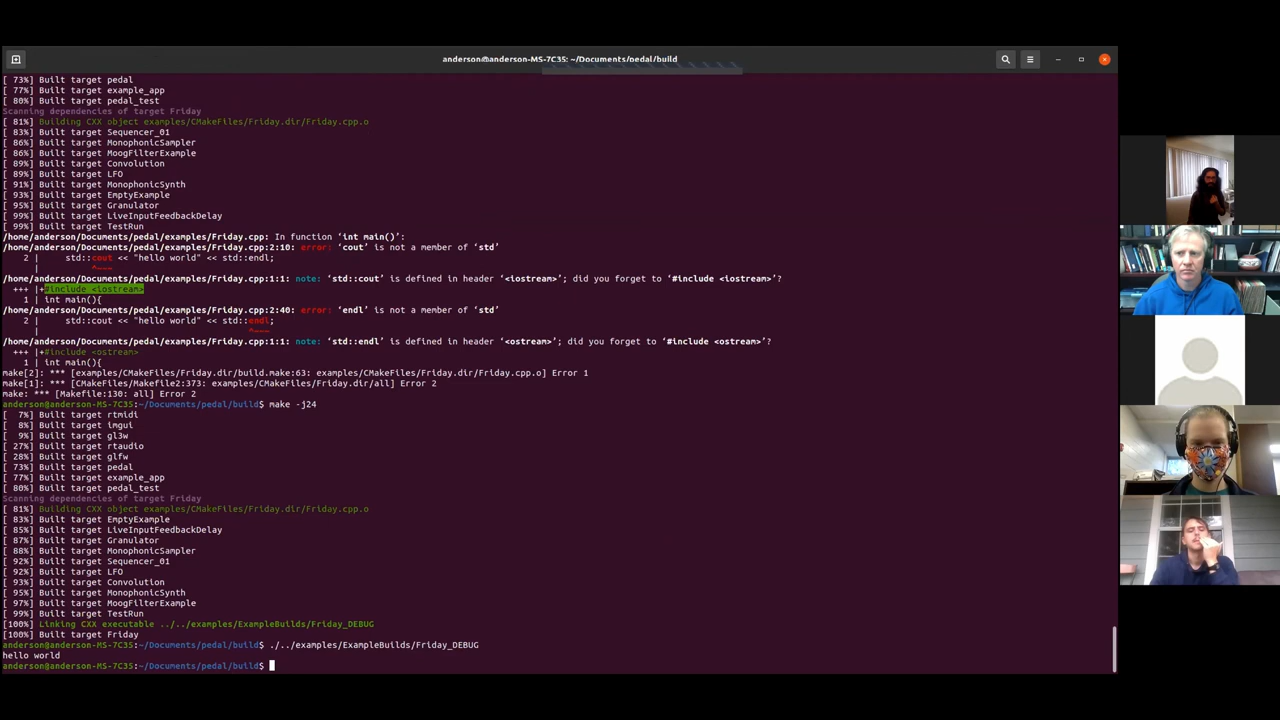 anderson@anderson-MS-7C35: ~/Documents/pedal/build
[ 73%] Built target pedal
[ 77%] Built target example_app
[ 80%] Built target pedal_test
Scanning dependencies of target Friday
[ 81%] Building CXX object examples/CMakeFiles/Friday.dir/Friday.cpp.o
[ 83%] Built target Sequencer_01
[ 86%] Built target MonophonicSampler
[ 86%] Built target MoogFilterExample
[ 89%] Built target Convolution
[ 89%] Built target LFO
[ 91%] Built target MonophonicSynth
[ 93%] Built target EmptyExample
[ 95%] Built target Granulator
[ 99%] Built target LiveInputFeedbackDelay
[ 99%] Built target TestRun
/home/anderson/Documents/pedal/examples/Friday.cpp: In function ‘int main()’:
/home/anderson/Documents/pedal/examples/Friday.cpp:2:10: error: ‘cout’ is not a member of ‘std’
2 |     std::cout << "hello world" << std::endl;
|          ^~~~
/home/anderson/Documents/pedal/examples/Friday.cpp:1:1: note: ‘std::cout’ is defined in header ‘<iostream>’; did you forget to ‘#include <iostream>’?
+++ |+#include <iostream>
1 | int main(){
/home/anderson/Documents/pedal/examples/Friday.cpp:2:40: error: ‘endl’ is not a member of ‘std’
2 |     std::cout << "hello world" << std::endl;
|                                        ^~~~
/home/anderson/Documents/pedal/examples/Friday.cpp:1:1: note: ‘std::endl’ is defined in header ‘<ostream>’; did you forget to ‘#include <ostream>’?
+++ |+#include <ostream>
1 | int main(){
make[2]: *** [examples/CMakeFiles/Friday.dir/build.make:63: examples/CMakeFiles/Friday.dir/Friday.cpp.o] Error 1
make[1]: *** [CMakeFiles/Makefile2:373: examples/CMakeFiles/Friday.dir/all] Error 2
make: *** [Makefile:130: all] Error 2
anderson@anderson-MS-7C35:~/Documents/pedal/build$ make -j24
[  7%] Built target rtmidi
[  8%] Built target imgui
[  9%] Built target gl3w
[ 27%] Built target rtaudio
[ 28%] Built target glfw
[ 73%] Built target pedal
[ 77%] Built target example_app
[ 80%] Built target pedal_test
Scanning dependencies of target Friday
[ 81%] Building CXX object examples/CMakeFiles/Friday.dir/Friday.cpp.o
[ 83%] Built target EmptyExample
[ 85%] Built target LiveInputFeedbackDelay
[ 87%] Built target Granulator
[ 88%] Built target MonophonicSampler
[ 92%] Built target Sequencer_01
[ 92%] Built target LFO
[ 93%] Built target Convolution
[ 95%] Built target MonophonicSynth
[ 97%] Built target MoogFilterExample
[ 99%] Built target TestRun
[100%] Linking CXX executable ../../examples/ExampleBuilds/Friday_DEBUG
[100%] Built target Friday
anderson@anderson-MS-7C35:~/Documents/pedal/build$ ./../examples/ExampleBuilds/Friday_DEBUG
hello world
anderson@anderson-MS-7C35:~/Documents/pedal/build$